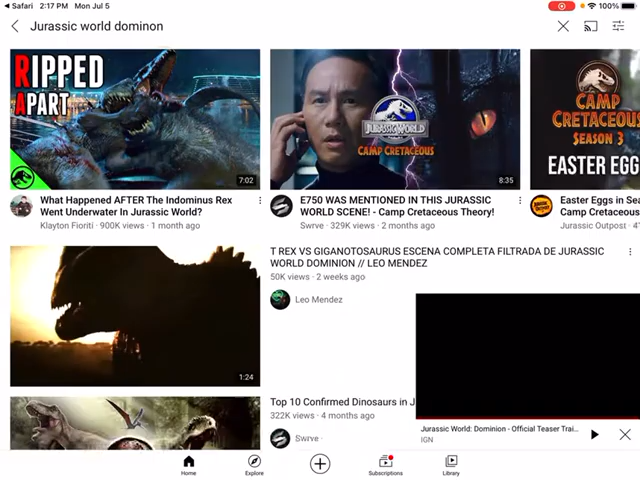 Safari 2:17 PM Mon Jul 5
100%
Jurassic world dominon
RIPPED
APART
7:02
JURASSIC WORLD
CAMP CRETACEOUS
8:35
CAMP
CRETACEOUS
SEASON 3
EASTER EGG
What Happened AFTER The Indominus Rex
Went Underwater In Jurassic World?
Klayton Fioriti · 900K views · 1 month ago
E750 WAS MENTIONED IN THIS JURASSIC
WORLD SCENE! - Camp Cretaceous Theory!
Swrve · 329K views · 2 months ago
Easter Eggs in Sea
Camp Cretaceous
Jurassic Outpost · 4
1:24
T REX VS GIGANOTOSAURUS ESCENA COMPLETA FILTRADA DE JURASSIC
WORLD DOMINION // LEO MENDEZ
50K views · 2 weeks ago
Leo Mendez
Top 10 Confirmed Dinosaurs in J
322K views · 4 months ago
Swrve
Jurassic World: Dominion - Official Teaser Trai...
IGN
Home
Explore
Subscriptions
Library